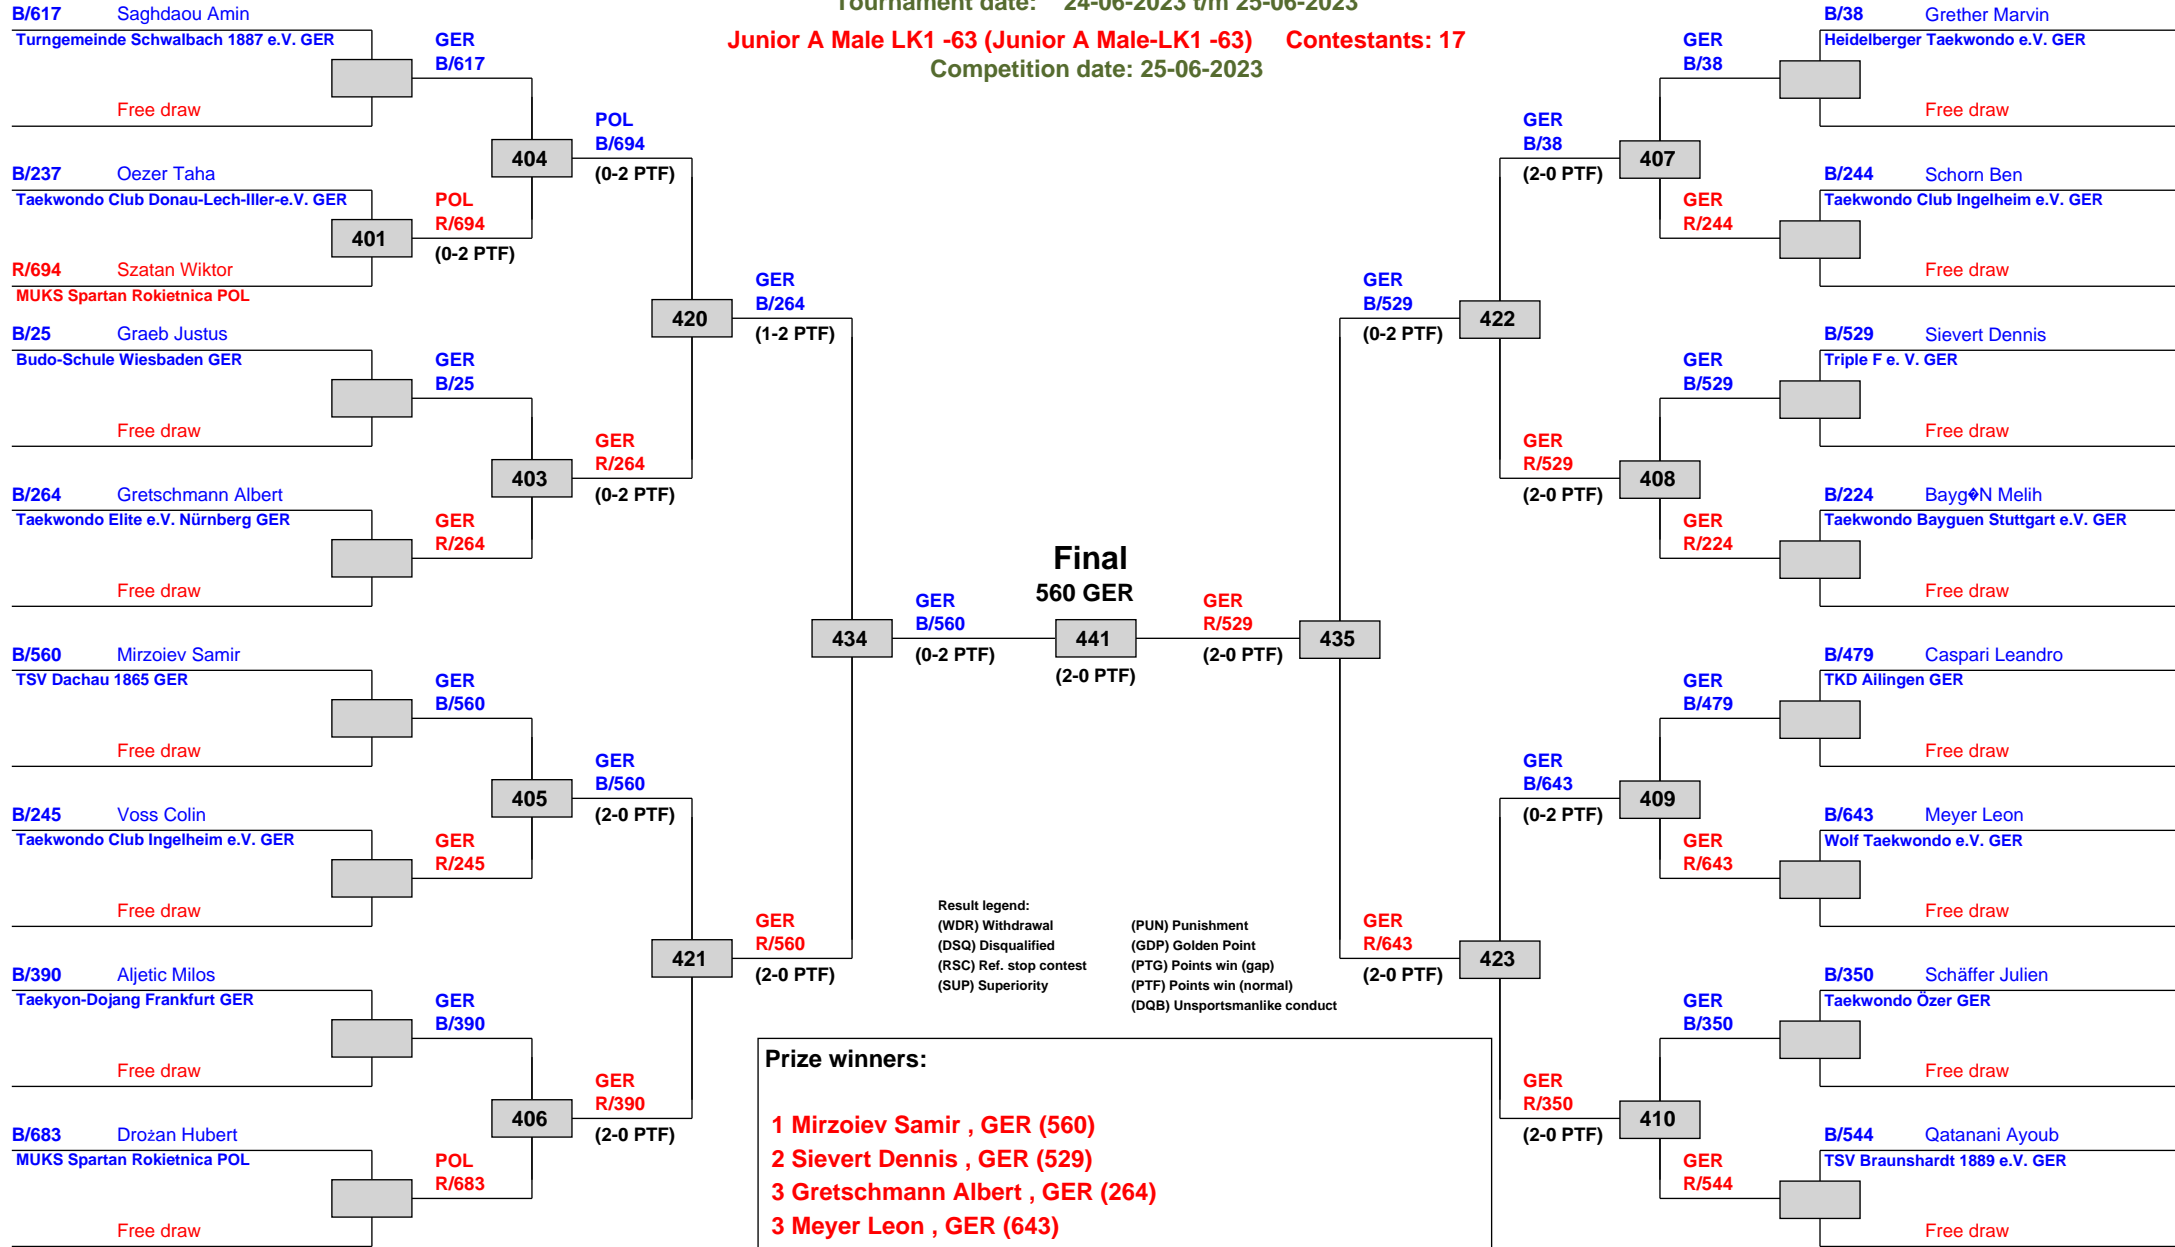 Tournament date: 24-06-2023 t/m 25-06-2023
Junior A Male LK1 -63 (Junior A Male-LK1 -63) Contestants: 17
Competition date: 25-06-2023
B/617 Saghdaou Amin
Turngemeinde Schwalbach 1887 e.V. GER
Free draw
GER
B/617
B/237 Oezer Taha
Taekwondo Club Donau-Lech-Iller-e.V. GER
401
R/694 Szatan Wiktor
MUKS Spartan Rokietnica POL
POL
R/694
(0-2 PTF)
404
POL
B/694
(0-2 PTF)
B/25 Graeb Justus
Budo-Schule Wiesbaden GER
Free draw
GER
B/25
B/264 Gretschmann Albert
Taekwondo Elite e.V. Nürnberg GER
Free draw
GER
R/264
403
GER
R/264
(0-2 PTF)
420
GER
B/264
(1-2 PTF)
B/560 Mirzoiev Samir
TSV Dachau 1865 GER
Free draw
GER
B/560
B/245 Voss Colin
Taekwondo Club Ingelheim e.V. GER
Free draw
GER
R/245
405
GER
B/560
(2-0 PTF)
B/390 Aljetic Milos
Taekyon-Dojang Frankfurt GER
Free draw
GER
B/390
B/683 Drożan Hubert
MUKS Spartan Rokietnica POL
Free draw
POL
R/683
406
GER
R/390
(2-0 PTF)
421
GER
R/560
(2-0 PTF)
434
GER
B/560
(0-2 PTF)
Final
560 GER
441
(2-0 PTF)
GER
R/529
(2-0 PTF)
435
GER
B/529
(0-2 PTF)
422
GER
B/38
(2-0 PTF)
407
GER
B/38
B/38 Grether Marvin
Heidelberger Taekwondo e.V. GER
Free draw
GER
R/244
B/244 Schorn Ben
Taekwondo Club Ingelheim e.V. GER
Free draw
GER
R/529
(2-0 PTF)
408
GER
B/529
B/529 Sievert Dennis
Triple F e. V. GER
Free draw
GER
R/224
B/224 Bayg�N Melih
Taekwondo Bayguen Stuttgart e.V. GER
Free draw
GER
R/643
(2-0 PTF)
423
GER
B/643
(0-2 PTF)
409
GER
B/479
B/479 Caspari Leandro
TKD Ailingen GER
Free draw
GER
R/643
B/643 Meyer Leon
Wolf Taekwondo e.V. GER
Free draw
GER
R/350
(2-0 PTF)
410
GER
B/350
B/350 Schäffer Julien
Taekwondo Özer GER
Free draw
GER
R/544
B/544 Qatanani Ayoub
TSV Braunshardt 1889 e.V. GER
Free draw
Result legend:
(WDR) Withdrawal (PUN) Punishment
(DSQ) Disqualified (GDP) Golden Point
(RSC) Ref. stop contest (PTG) Points win (gap)
(SUP) Superiority (PTF) Points win (normal)
(DQB) Unsportsmanlike conduct
Prize winners:
1 Mirzoiev Samir , GER (560)
2 Sievert Dennis , GER (529)
3 Gretschmann Albert , GER (264)
3 Meyer Leon , GER (643)